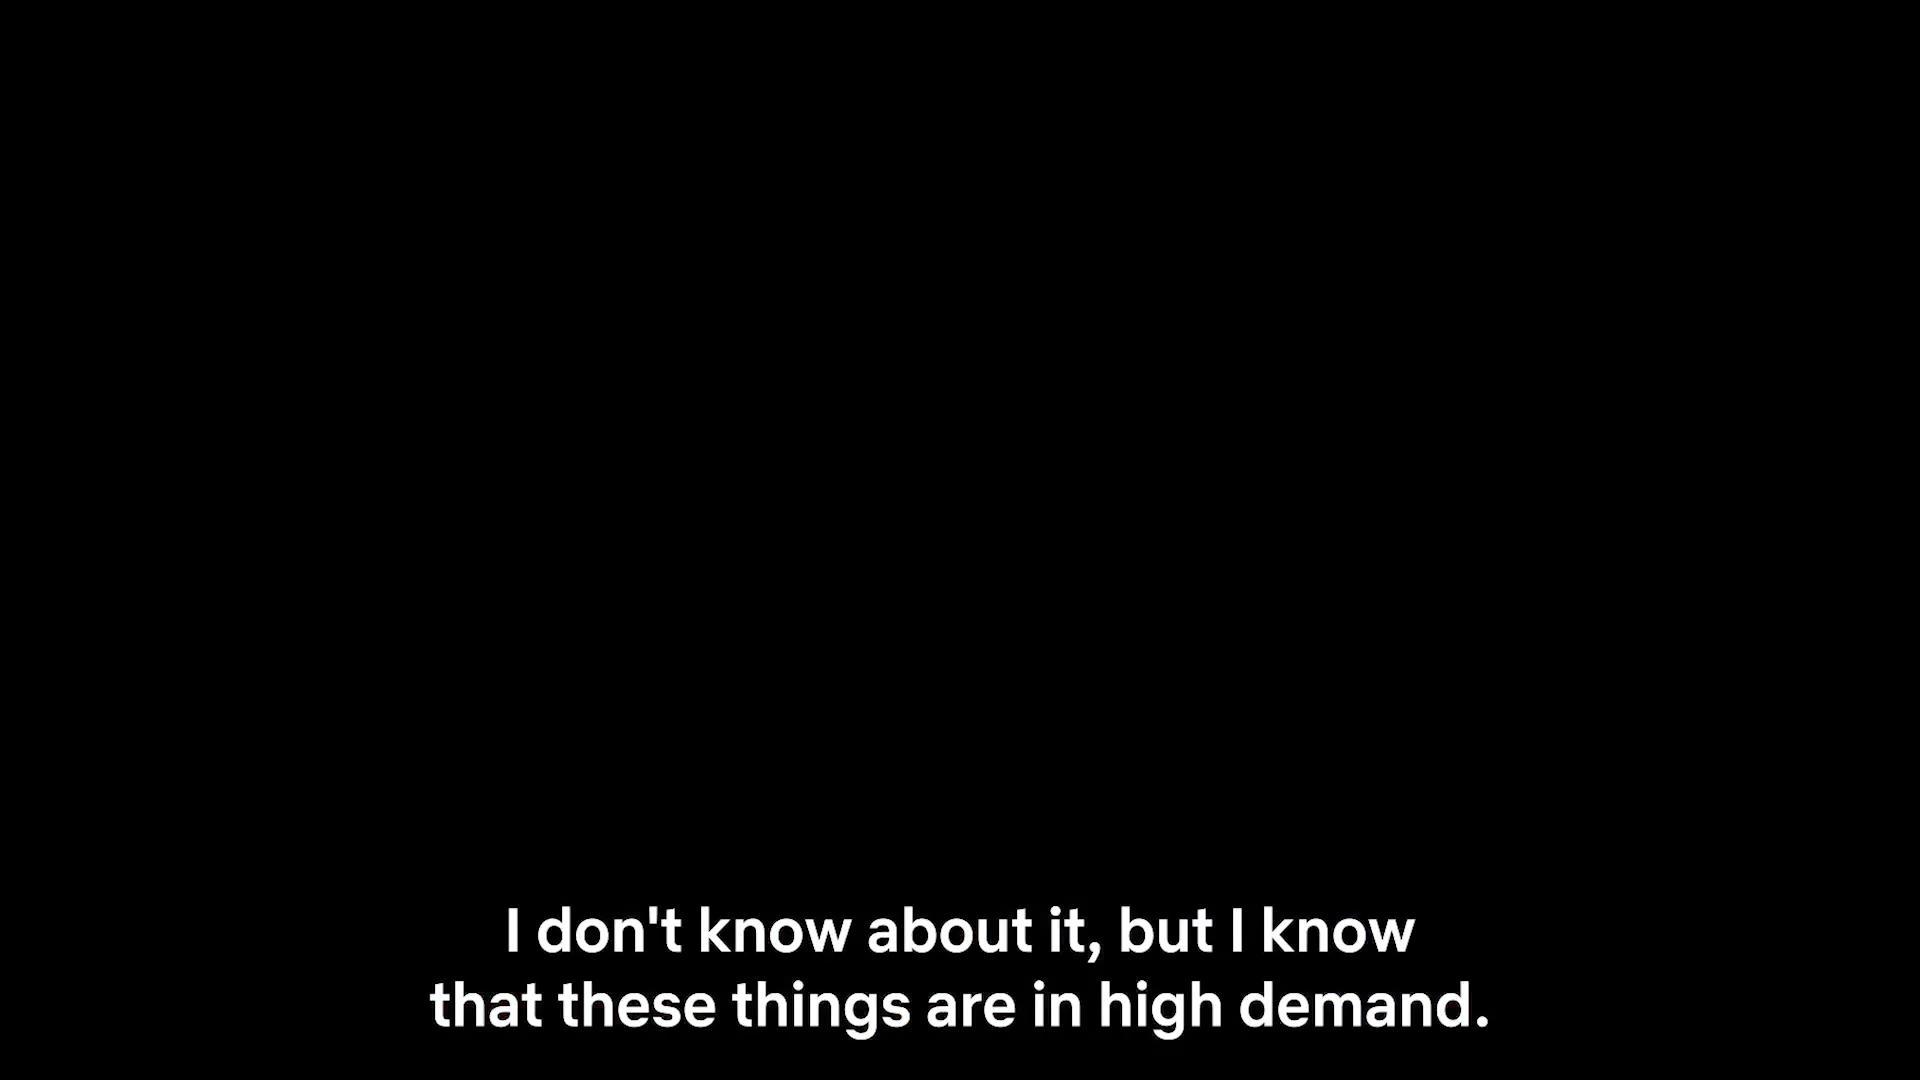 I don't know about it, but I know
that these things are in high demand.